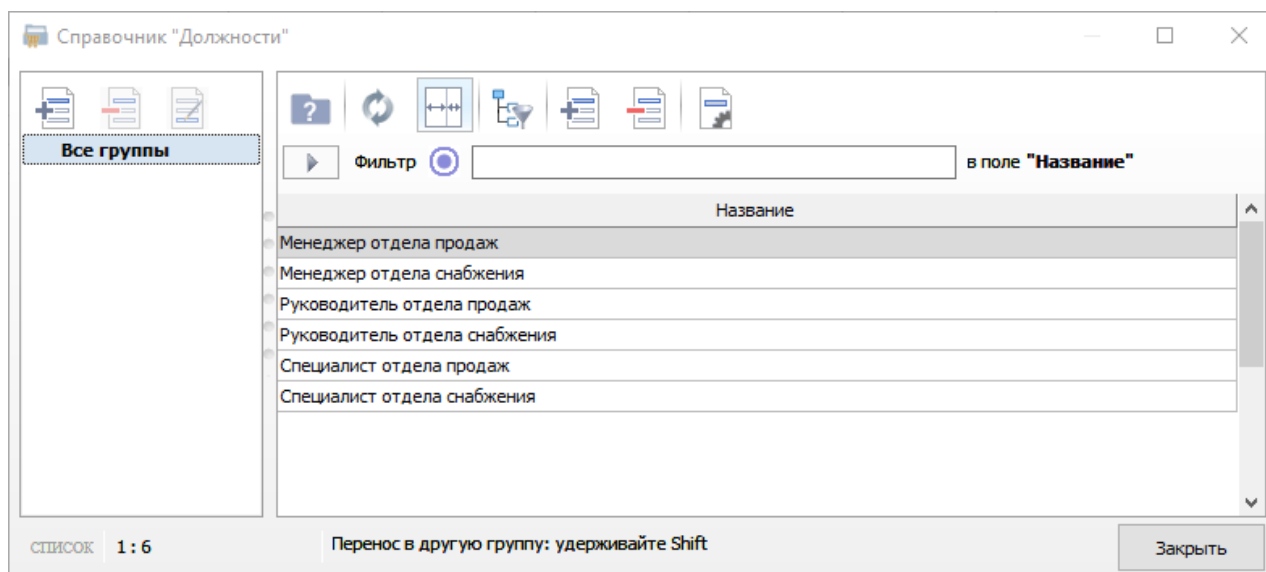 Справочник "Должности"
Все группы
Фильтр в поле "Название"
Название
Менеджер отдела продаж
Менеджер отдела снабжения
Руководитель отдела продаж
Руководитель отдела снабжения
Специалист отдела продаж
Специалист отдела снабжения
список 1:6 Перенос в другую группу: удерживайте Shift Закрыть